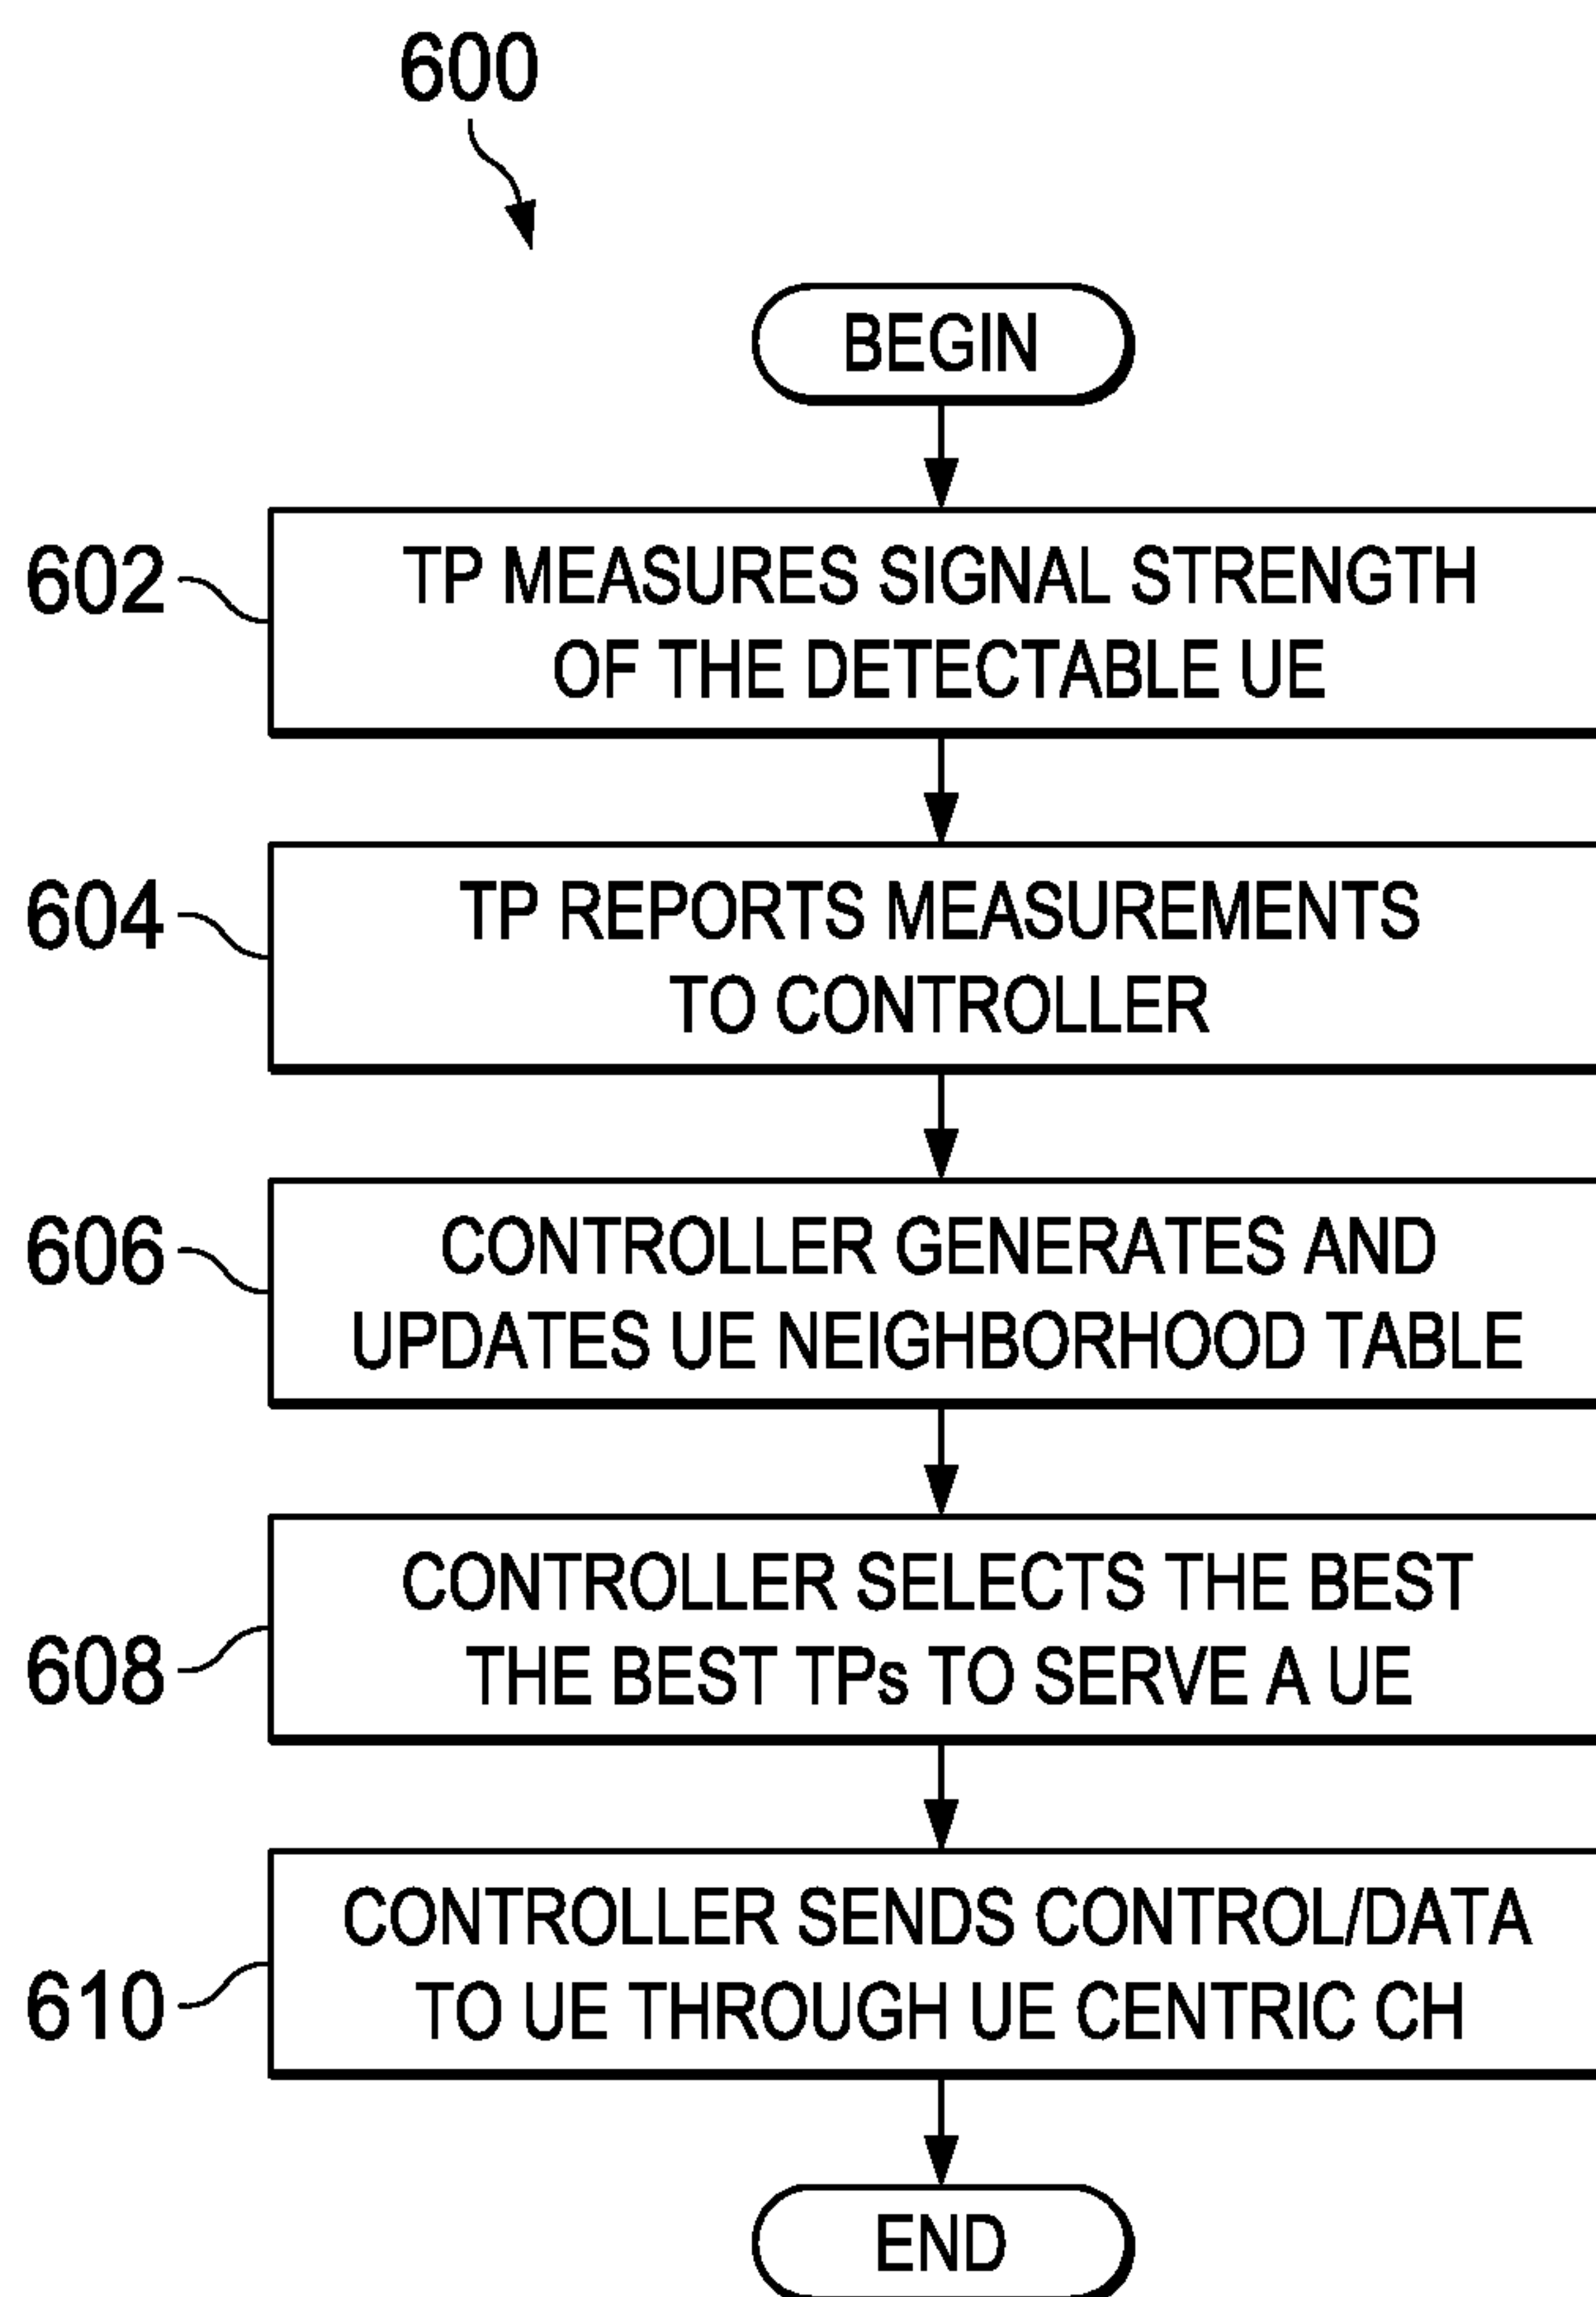 600
BEGIN
602
TP MEASURES SIGNAL STRENGTH
OF THE DETECTABLE UE
604
TP REPORTS MEASUREMENTS
TO CONTROLLER
606
CONTROLLER GENERATES AND
UPDATES UE NEIGHBORHOOD TABLE
608
CONTROLLER SELECTS THE BEST
THE BEST TPs TO SERVE A UE
610
CONTROLLER SENDS CONTROL/DATA
TO UE THROUGH UE CENTRIC CH
END